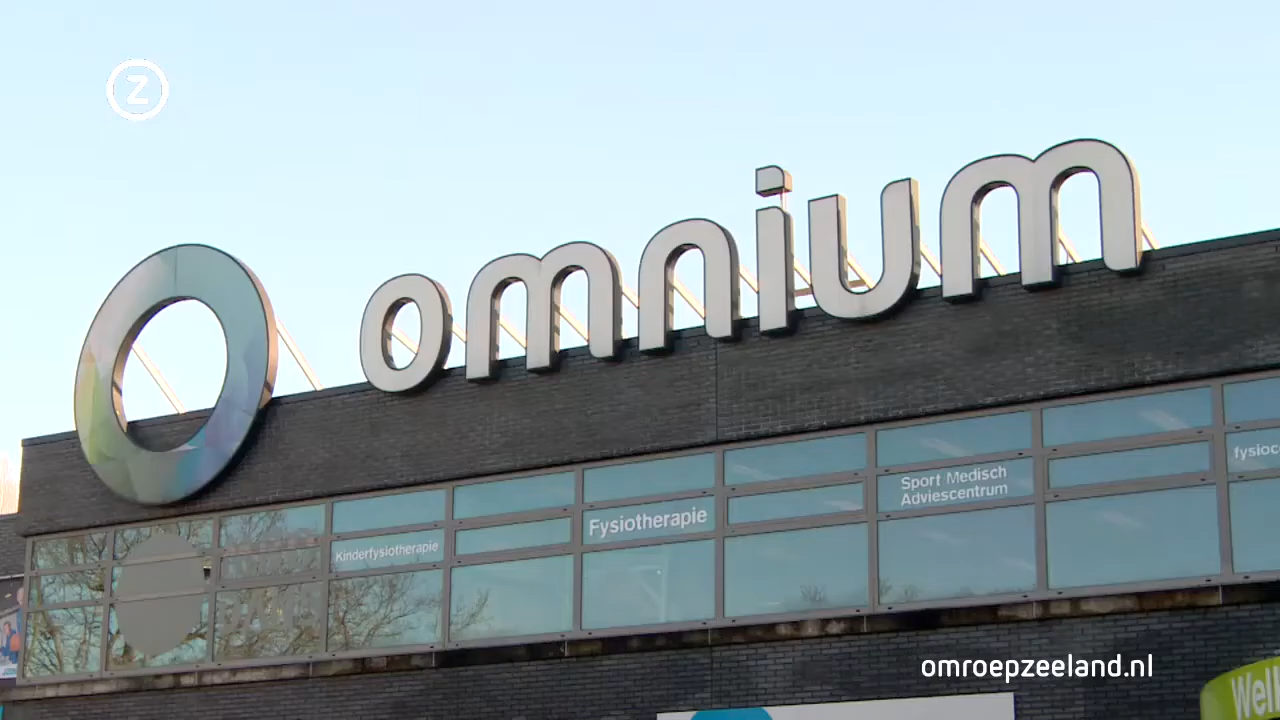 Z
omnium
Kinderfysiotherapie
Fysiotherapie
Sport Medisch
Adviescentrum
omroepzeeland.nl